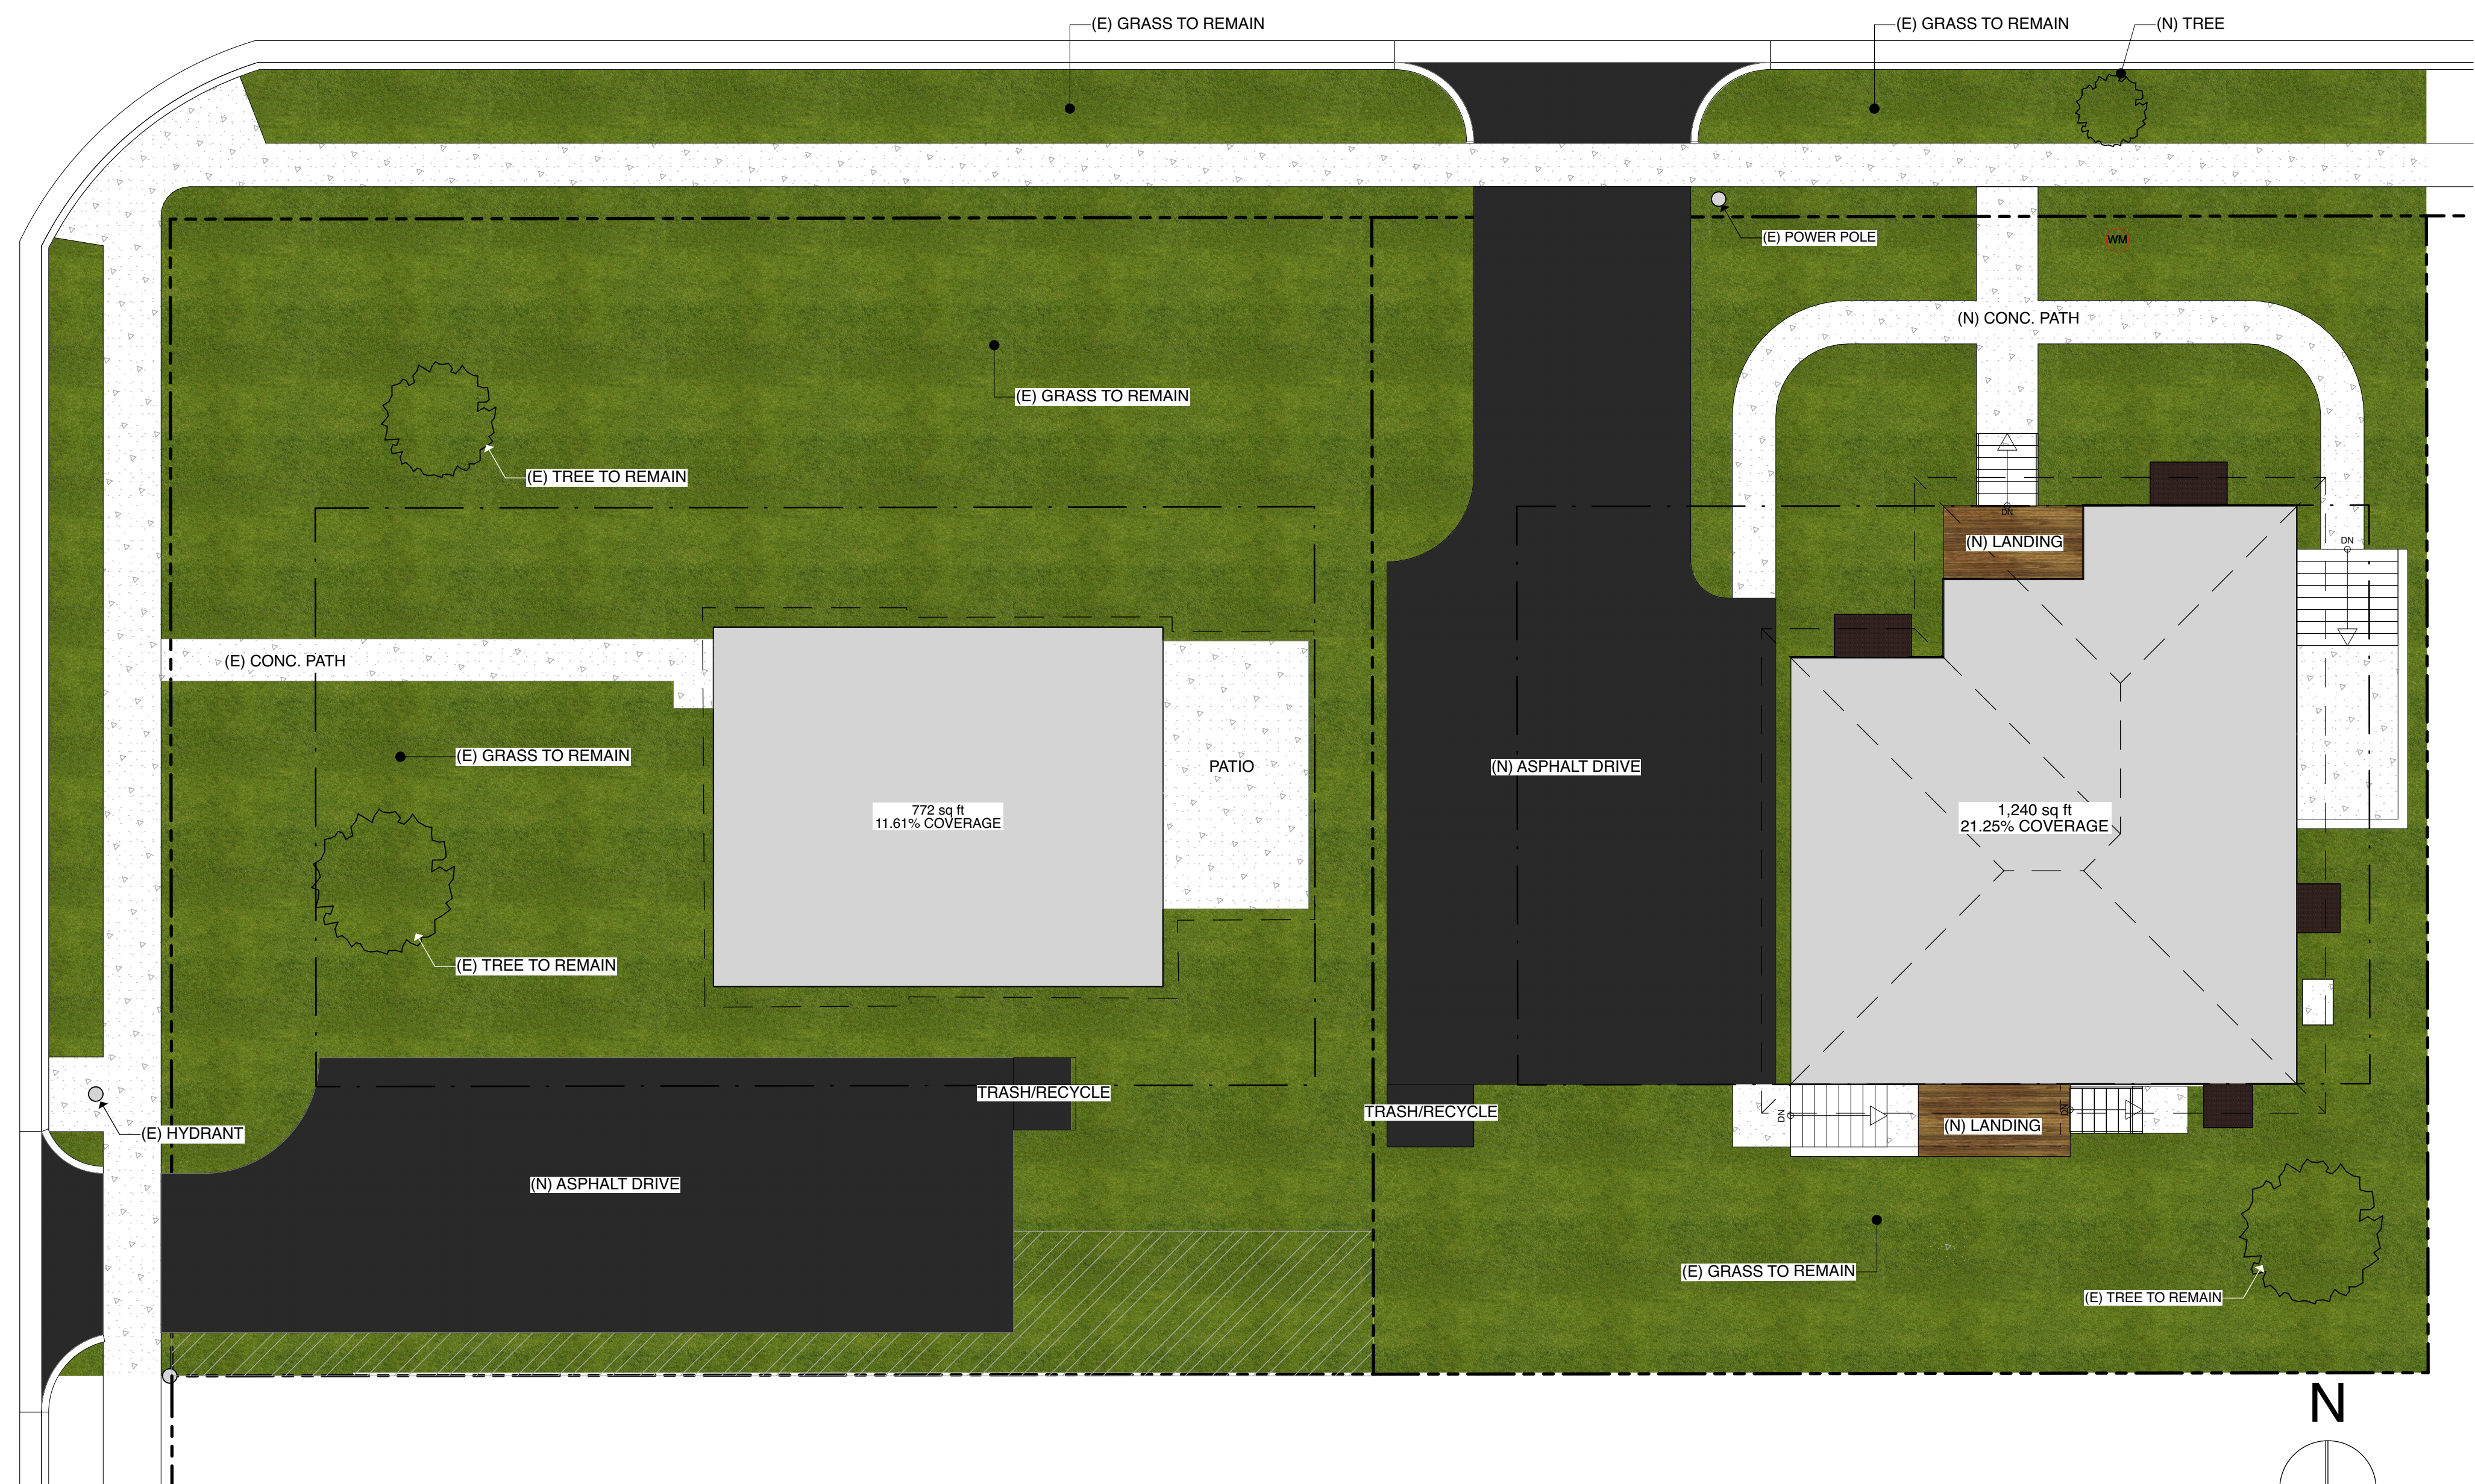 (E) GRASS TO REMAIN
(E) GRASS TO REMAIN
(N) TREE
(E) POWER POLE
WM
(N) CONC. PATH
(E) GRASS TO REMAIN
(E) TREE TO REMAIN
DN
(N) LANDING
DN
(E) CONC. PATH
(E) GRASS TO REMAIN
PATIO
(N) ASPHALT DRIVE
772 sq ft
11.61% COVERAGE
1,240 sq ft
21.25% COVERAGE
(E) TREE TO REMAIN
TRASH/RECYCLE
TRASH/RECYCLE
DN
DN
(N) LANDING
(E) HYDRANT
(N) ASPHALT DRIVE
(E) GRASS TO REMAIN
(E) TREE TO REMAIN
N